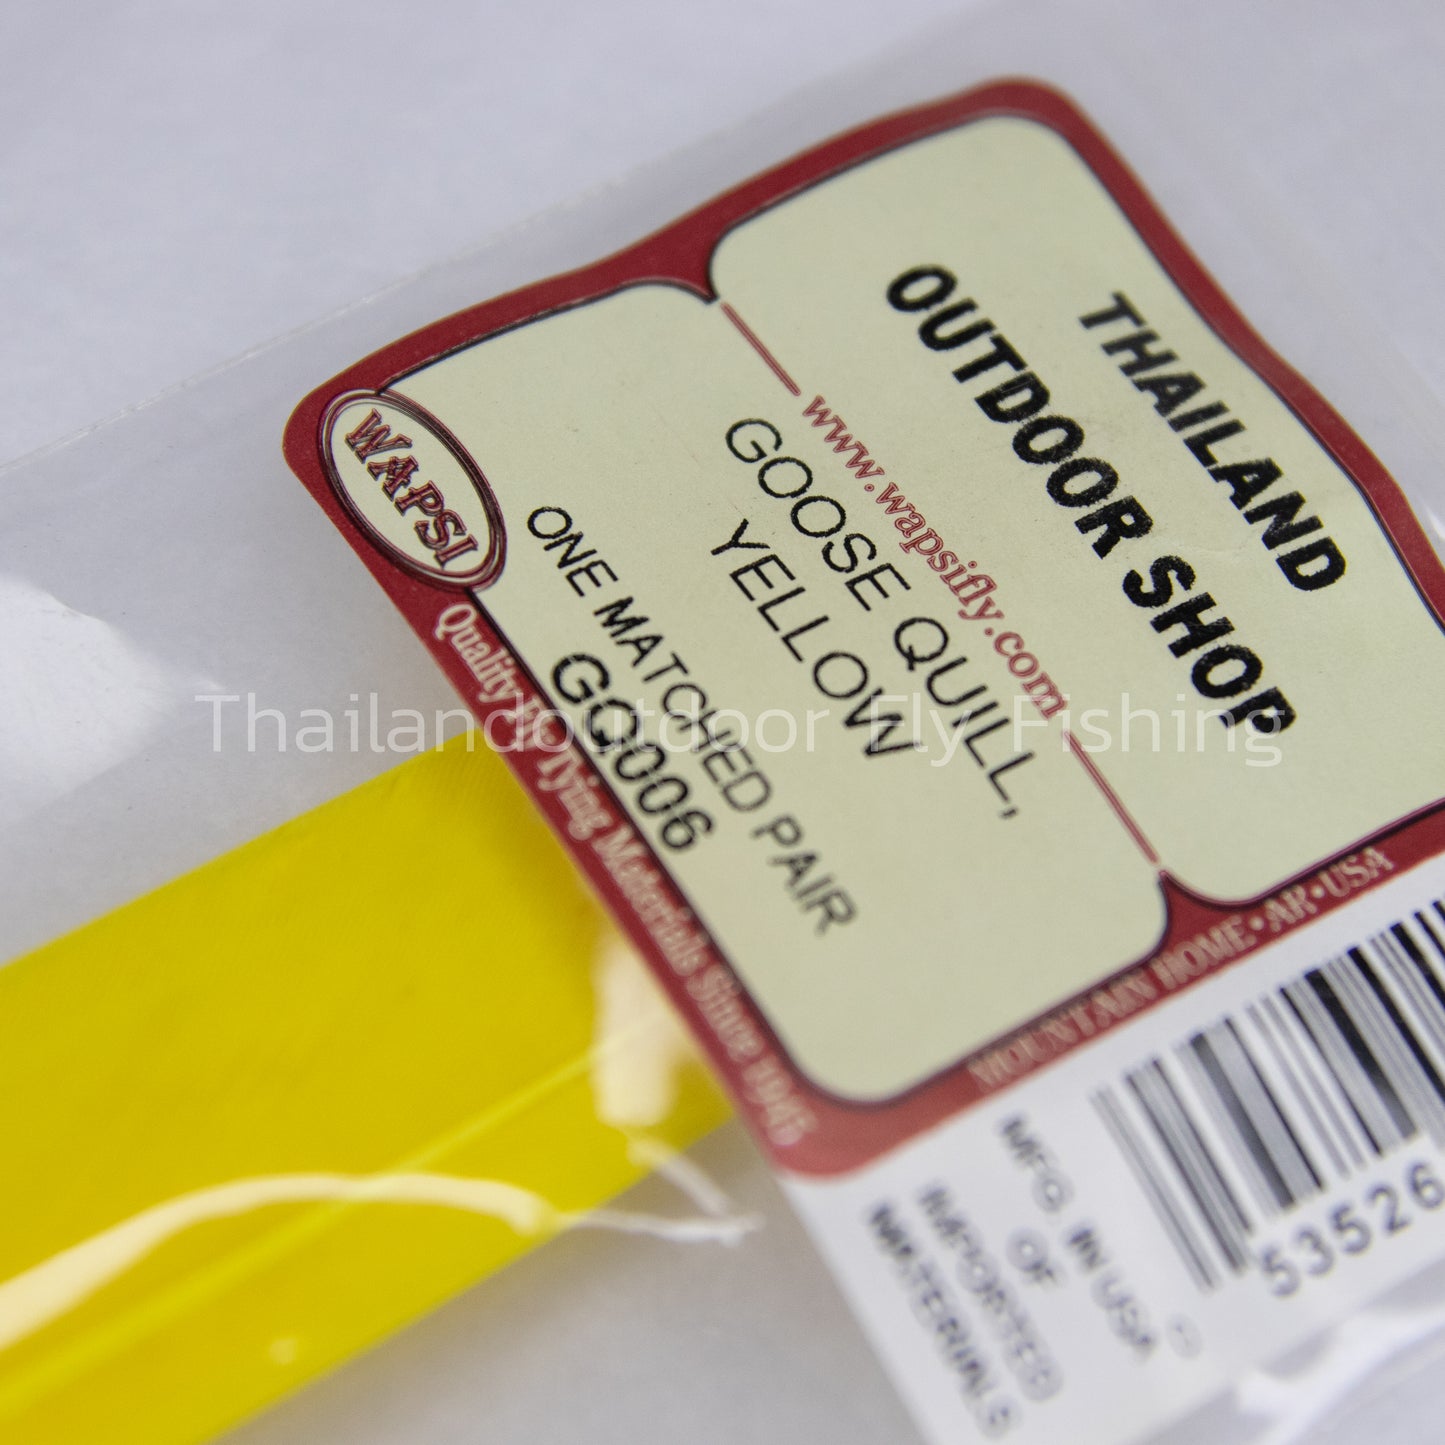 THAILAND
OUTDOOR SHOP
www.wapsifly.com
GOOSE QUILL,
YELLOW
ONE MATCHED PAIR
GQ006
WAPSI
Quality Fly Tying Materials Since 1945
MOUNTAIN HOME • AR • USA
MFG. IN USA
OF
IMPORTED
MATERIALS
53526
Thailandoutdoor Fly Fishing